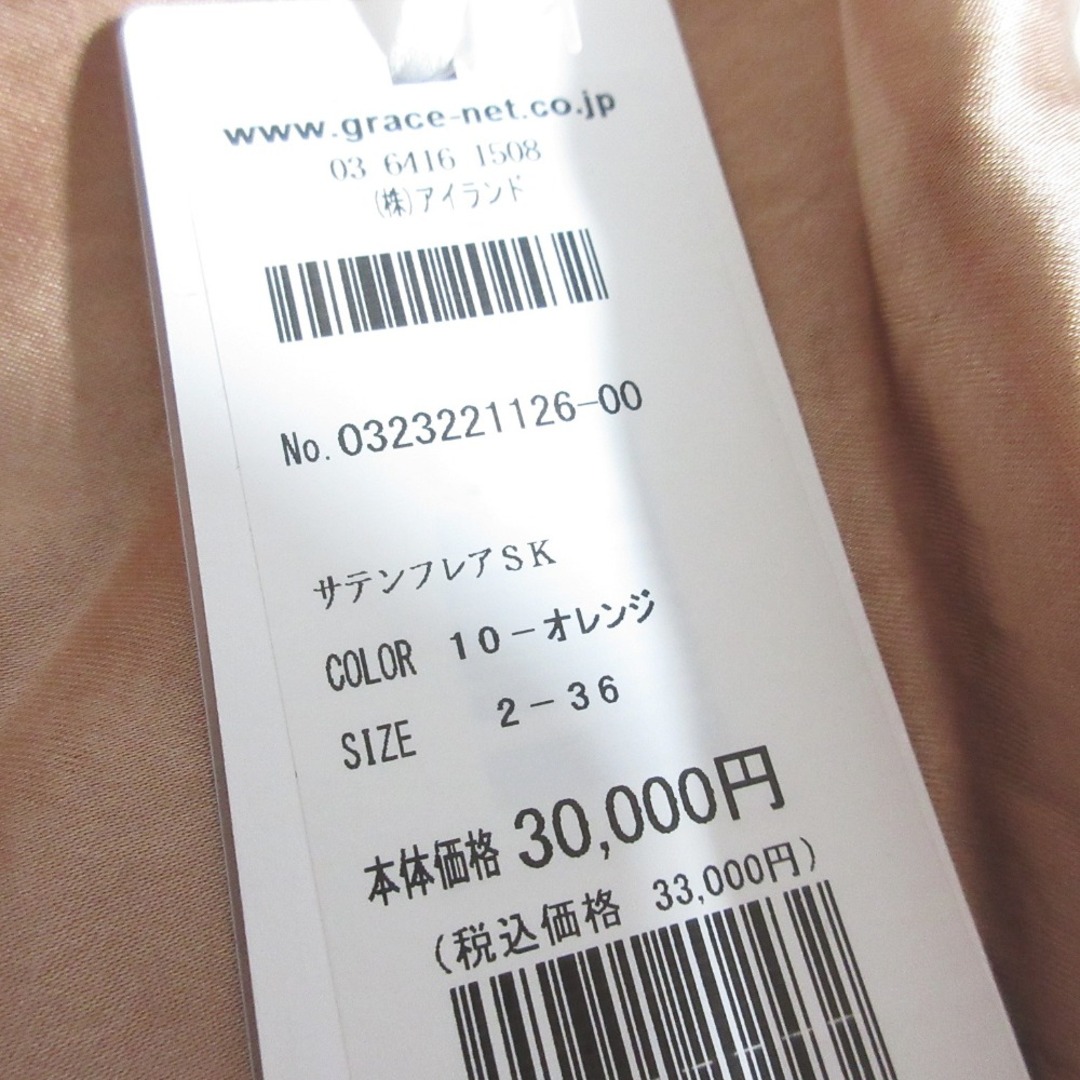 www.grace-net.co.jp
03 6416 1508
(株)アイランド
No.0323221126-00
サテンフレアSK
COLOR 10-オレンジ
SIZE 2-36
本体価格 30,000円
(税込価格 33,000円)